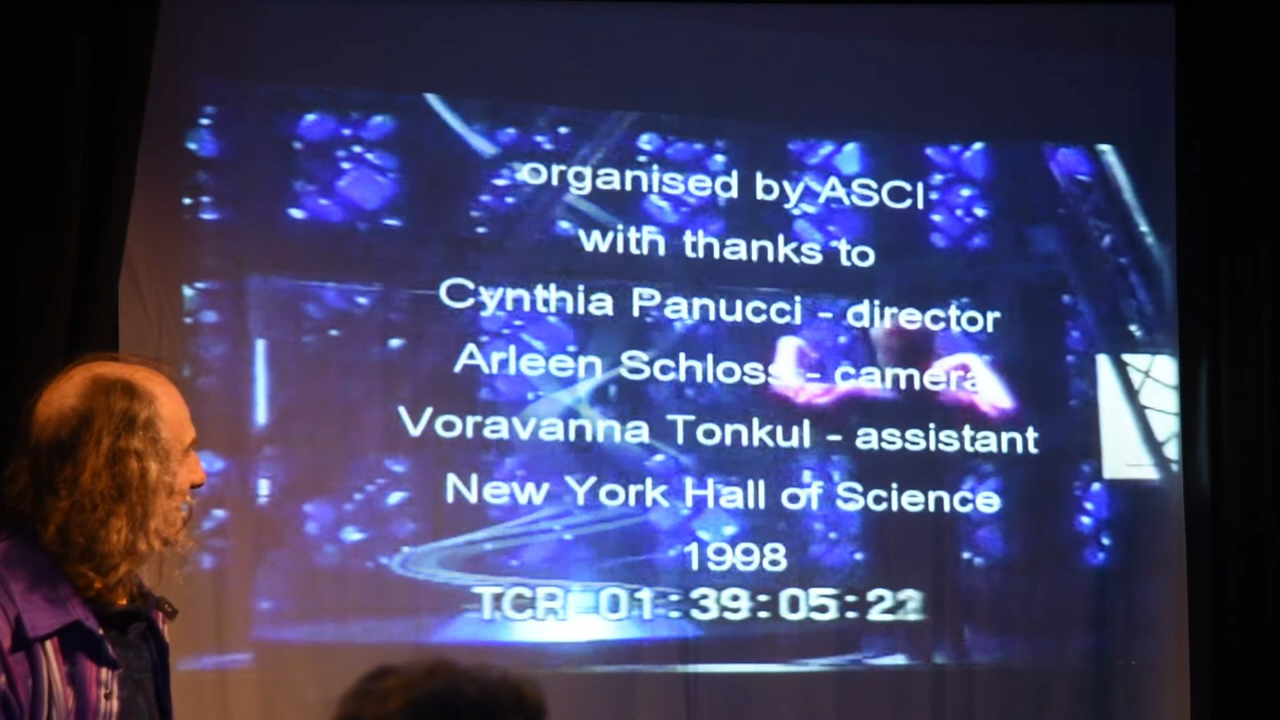 organised by ASCI
with thanks to
Cynthia Panucci - director
Arleen Schloss - camera
Voravanna Tonkul - assistant
New York Hall of Science
1998
TCR 01:39:05:22